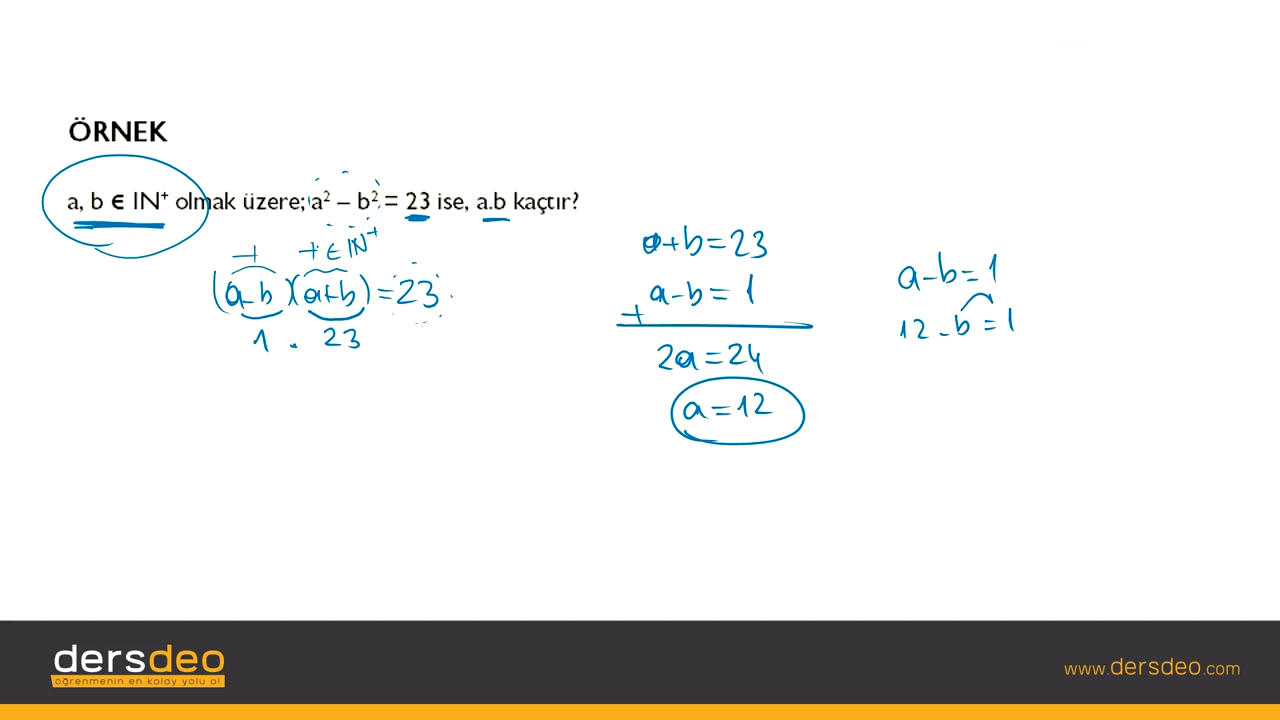 ÖRNEK
a, b ∈ IN⁺ olmak üzere; a² – b² = 23 ise, a.b kaçtır?
+ + ∈ IN⁺
(a-b)(a+b) = 23
1 . 23
a+b = 23
a-b = 1
+
2a = 24
a = 12
a-b = 1
12 - b = 1
dersdeo
öğrenmenin en kolay yolu o!
www.dersdeo.com